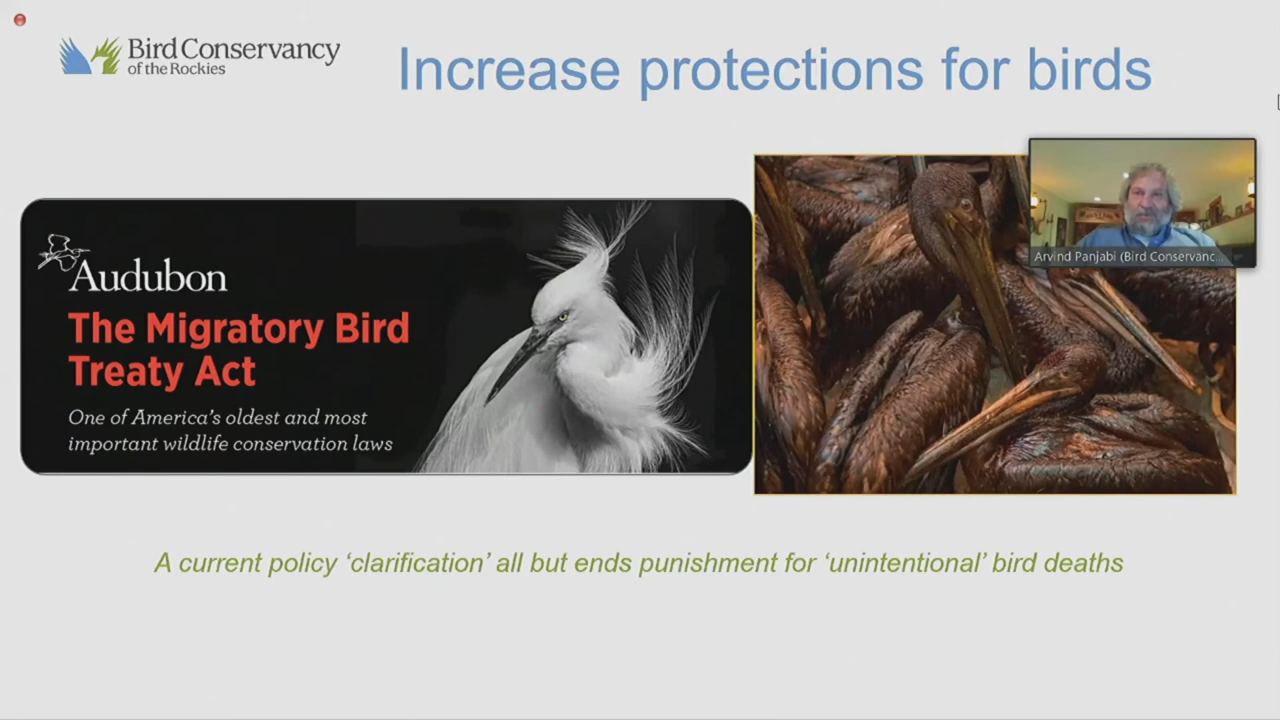 Bird Conservancy
of the Rockies
Increase protections for birds
Arvind Panjabi (Bird Conservanc...
Audubon
The Migratory Bird
Treaty Act
One of America's oldest and most
important wildlife conservation laws
A current policy ‘clarification’ all but ends punishment for ‘unintentional’ bird deaths